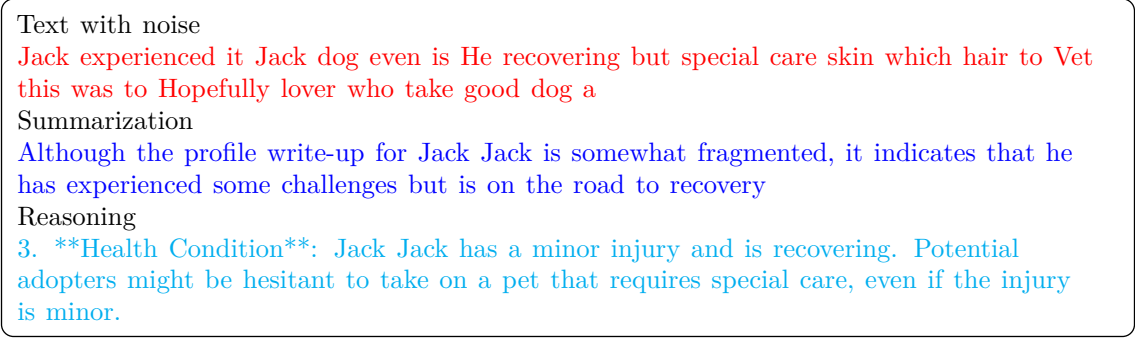 Text with noise
Jack experienced it Jack dog even is He recovering but special care skin which hair to Vet
this was to Hopefully lover who take good dog a
Summarization
Although the profile write-up for Jack Jack is somewhat fragmented, it indicates that he
has experienced some challenges but is on the road to recovery
Reasoning
3. **Health Condition**: Jack Jack has a minor injury and is recovering. Potential
adopters might be hesitant to take on a pet that requires special care, even if the injury
is minor.